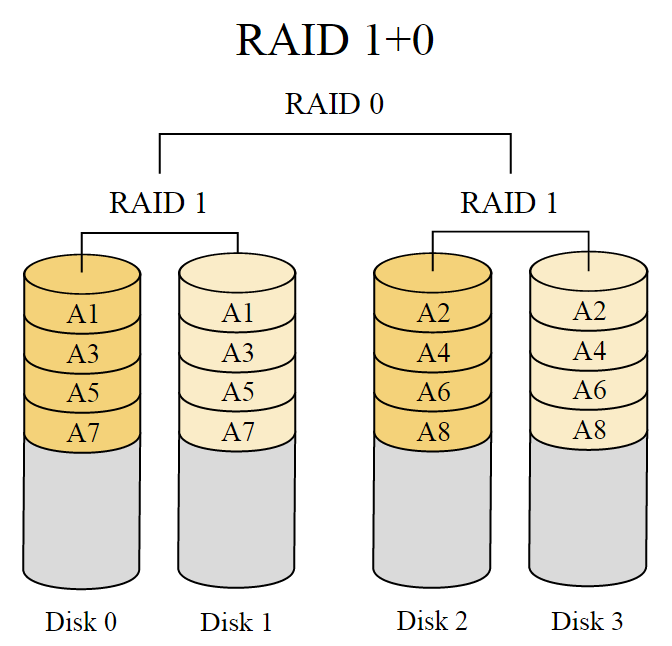 RAID 1+0
RAID 0
RAID 1 RAID 1
A1 A1 A2 A2
A3 A3 A4 A4
A5 A5 A6 A6
A7 A7 A8 A8
Disk 0 Disk 1 Disk 2 Disk 3